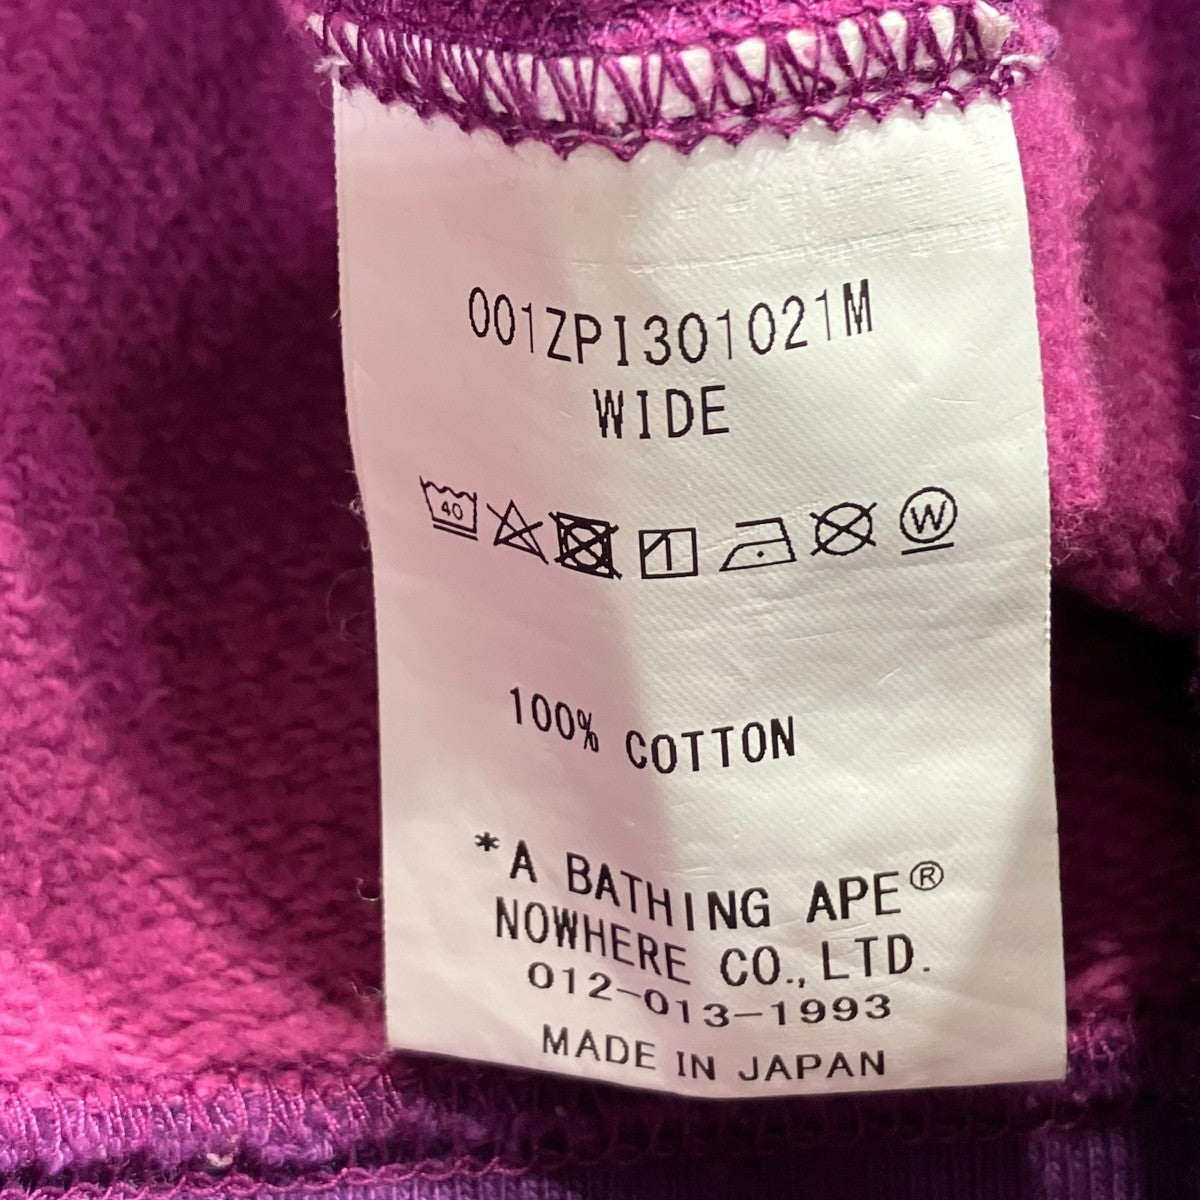 001ZPI301021M
WIDE
40 W
100% COTTON
*A BATHING APE®
NOWHERE CO., LTD.
012-013-1993
MADE IN JAPAN